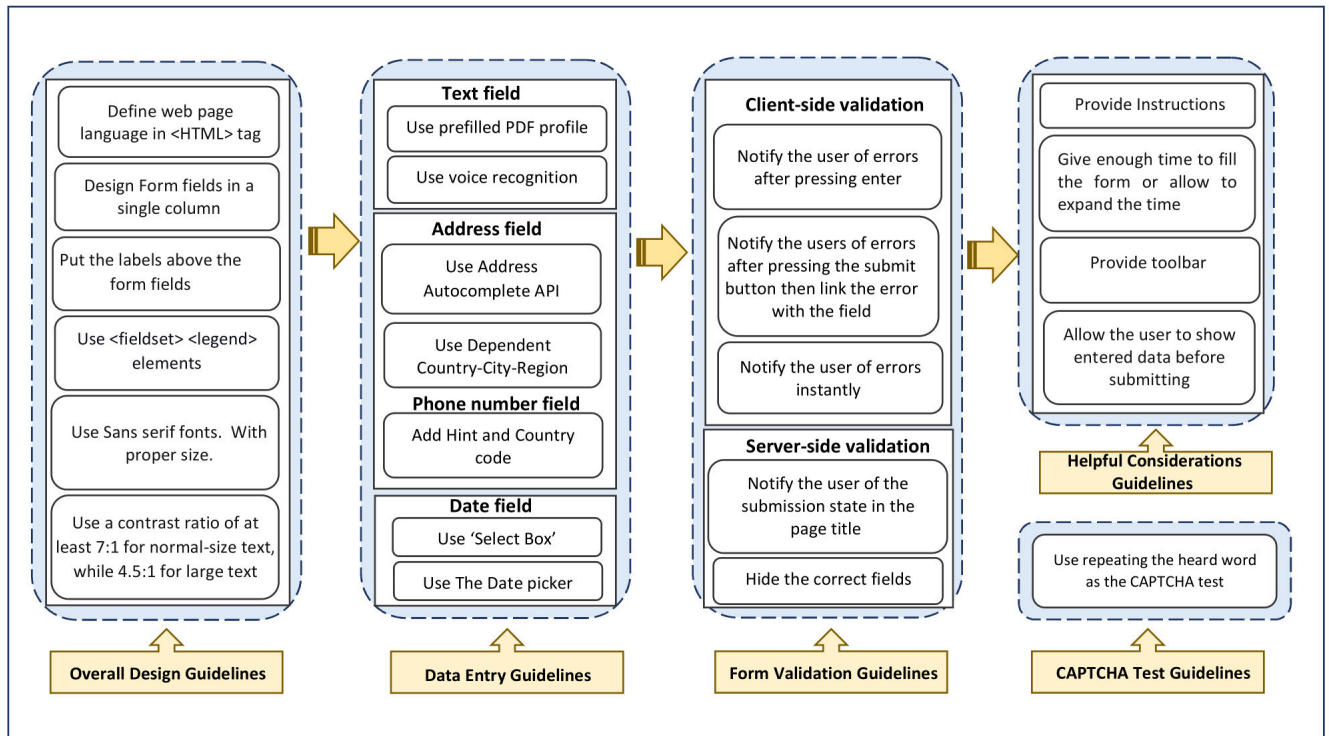 Define web page
language in <HTML> tag
Design Form fields in a
single column
Put the labels above the
form fields
Use <fieldset> <legend>
elements
Use Sans serif fonts. With
proper size.
Use a contrast ratio of at
least 7:1 for normal-size text,
while 4.5:1 for large text
Overall Design Guidelines
Text field
Use prefilled PDF profile
Use voice recognition
Address field
Use Address
Autocomplete API
Use Dependent
Country-City-Region
Phone number field
Add Hint and Country
code
Date field
Use ‘Select Box’
Use The Date picker
Data Entry Guidelines
Client-side validation
Notify the user of errors
after pressing enter
Notify the users of errors
after pressing the submit
button then link the error
with the field
Notify the user of errors
instantly
Server-side validation
Notify the user of the
submission state in the
page title
Hide the correct fields
Form Validation Guidelines
Provide Instructions
Give enough time to fill
the form or allow to
expand the time
Provide toolbar
Allow the user to show
entered data before
submitting
Helpful Considerations
Guidelines
Use repeating the heard word
as the CAPTCHA test
CAPTCHA Test Guidelines